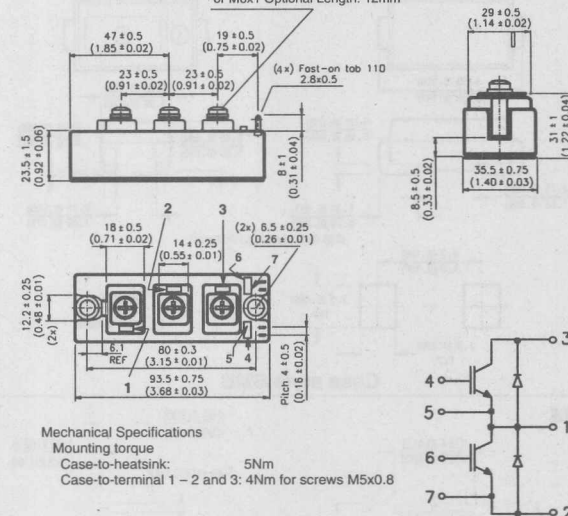 or M5x1 Optional Length: 12mm
47 ± 0.5
(1.85 ± 0.02)
19 ± 0.5
(0.75 ± 0.02)
29 ± 0.5
(1.14 ± 0.02)
23 ± 0.5
(0.91 ± 0.02)
23 ± 0.5
(0.91 ± 0.02)
(4x) Fast-on tab 110
2.8x0.5
23.5 ± 1.5
(0.92 ± 0.06)
8 ± 1
(0.31 ± 0.04)
31 ± 1
(1.22 ± 0.04)
8.5 ± 0.5
(0.33 ± 0.02)
35.5 ± 0.75
(1.40 ± 0.03)
18 ± 0.5
(0.71 ± 0.02)
2
14 ± 0.25
(0.55 ± 0.01)
3
(2x) 6.5 ± 0.25
(0.26 ± 0.01)
6
7
12.2 ± 0.25
(0.48 ± 0.01)
(2x)
6.1
REF
1
80 ± 0.3
(3.15 ± 0.01)
93.5 ± 0.75
(3.68 ± 0.03)
5
4
Pitch 4 ± 0.5
(0.16 ± 0.02)
3
4
5
1
6
7
2
Mechanical Specifications
Mounting torque
Case-to-heatsink: 5Nm
Case-to-terminal 1 – 2 and 3: 4Nm for screws M5x0.8